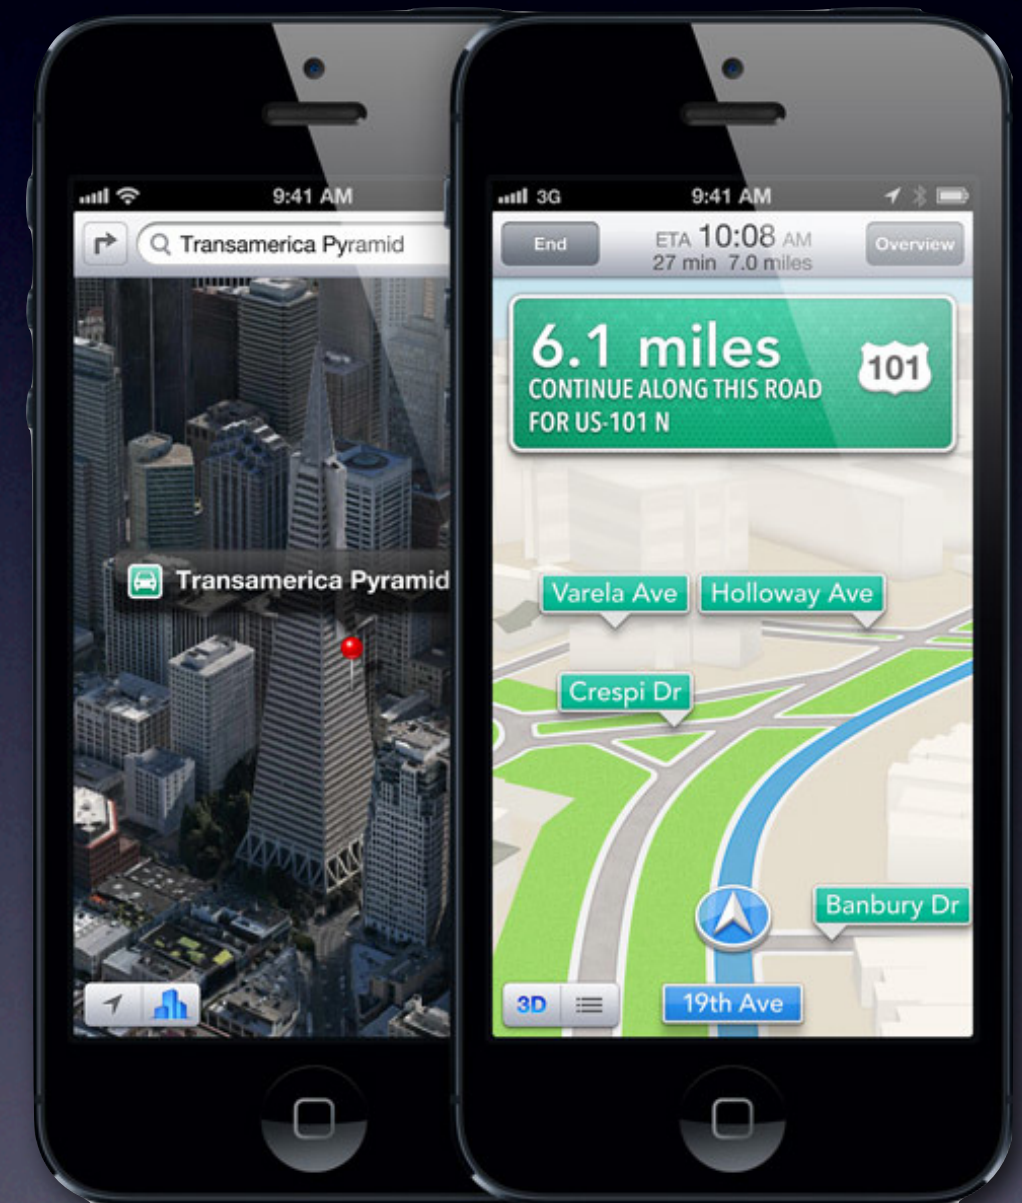 9:41 AM
Transamerica Pyramid
Transamerica Pyramid
3G
9:41 AM
End
ETA 10:08 AM
27 min 7.0 miles
Overview
6.1 miles
CONTINUE ALONG THIS ROAD
FOR US-101 N
101
Varela Ave
Holloway Ave
Crespi Dr
Banbury Dr
3D
19th Ave